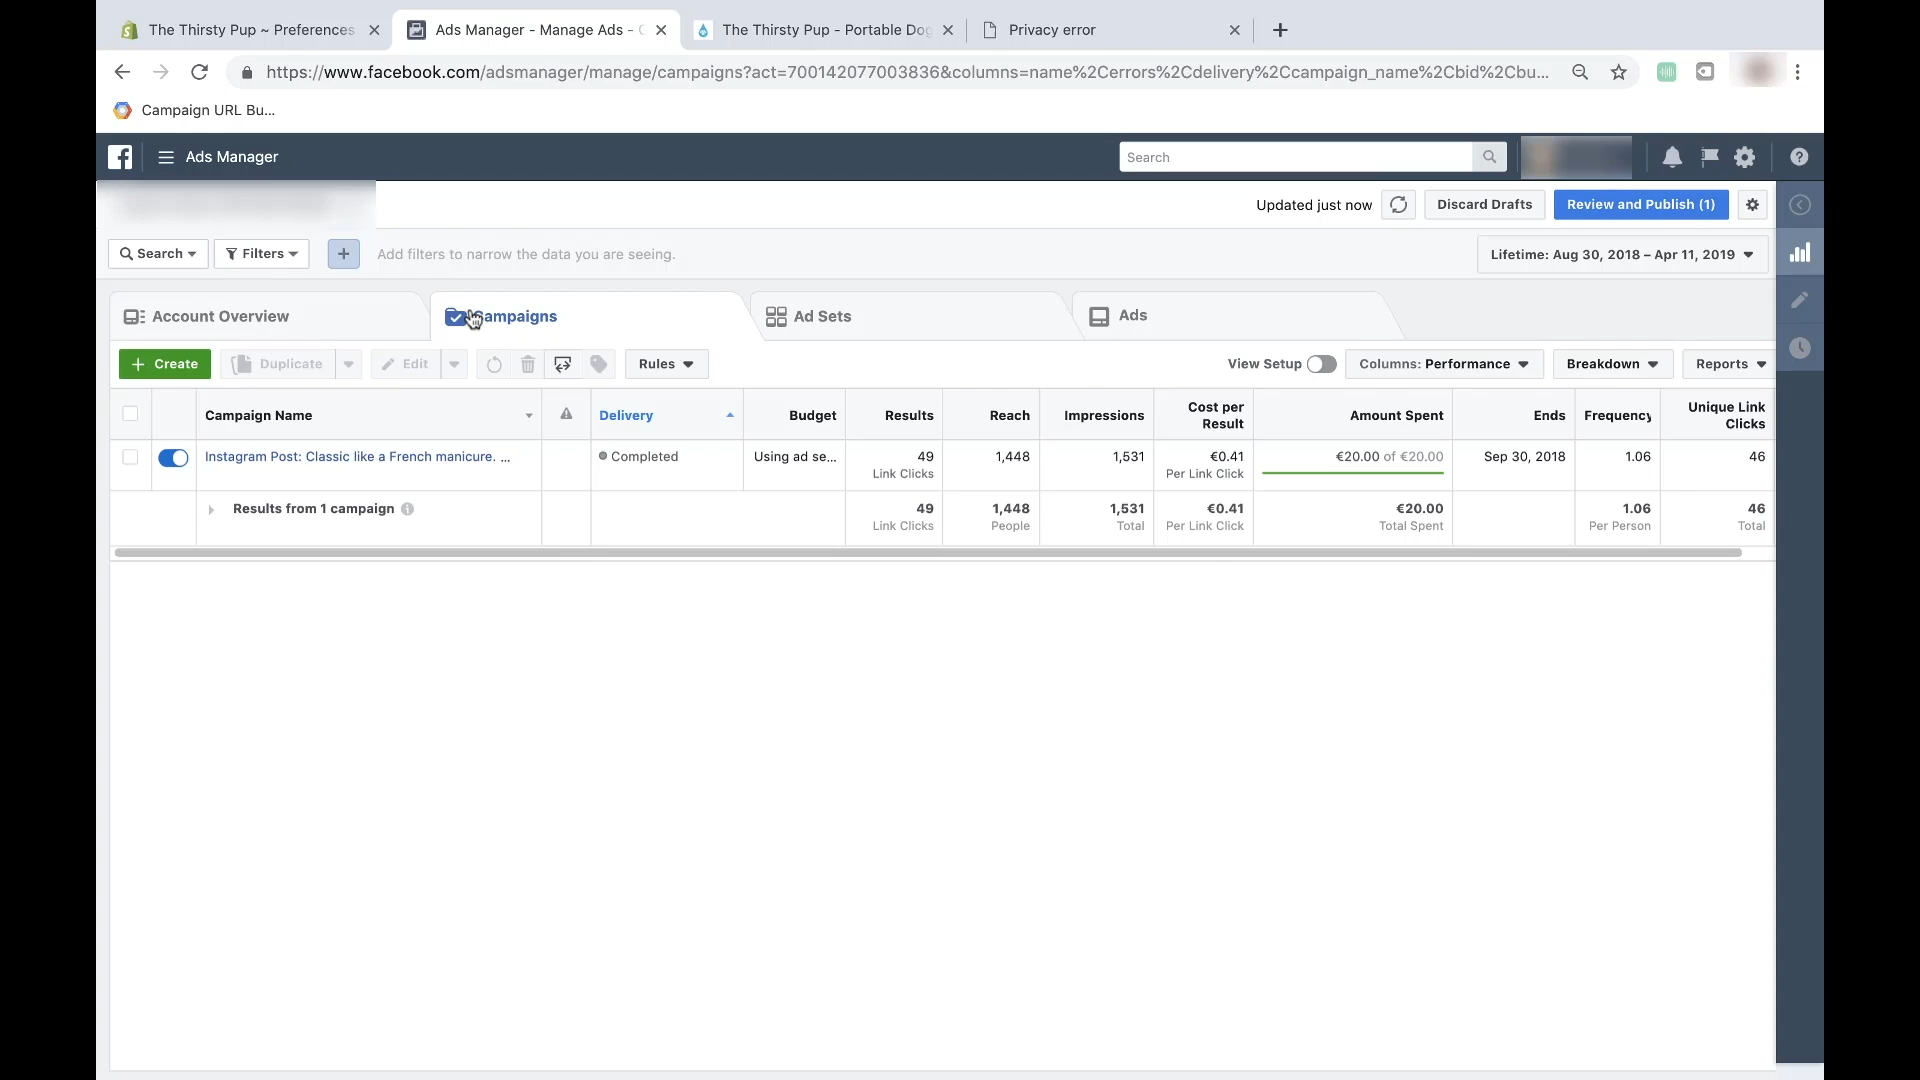 The Thirsty Pup ~ Preferences
Ads Manager - Manage Ads -
The Thirsty Pup - Portable Dog
Privacy error
https://www.facebook.com/adsmanager/manage/campaigns?act=700142077003836&columns=name%2Cerrors%2Cdelivery%2Ccampaign_name%2Cbid%2Cbu...
Campaign URL Bu...
Ads Manager
Search
Updated just now
Discard Drafts
Review and Publish (1)
Search
Filters
Add filters to narrow the data you are seeing.
Lifetime: Aug 30, 2018 – Apr 11, 2019
Account Overview
Campaigns
Ad Sets
Ads
+ Create
Duplicate
Edit
Rules
View Setup
Columns: Performance
Breakdown
Reports
Campaign Name
Delivery
Budget
Results
Reach
Impressions
Cost per
Result
Amount Spent
Ends
Frequency
Unique Link
Clicks
Instagram Post: Classic like a French manicure. ...
Completed
Using ad se...
49
Link Clicks
1,448
1,531
€0.41
Per Link Click
€20.00 of €20.00
Sep 30, 2018
1.06
46
Results from 1 campaign
49
Link Clicks
1,448
People
1,531
Total
€0.41
Per Link Click
€20.00
Total Spent
1.06
Per Person
46
Total